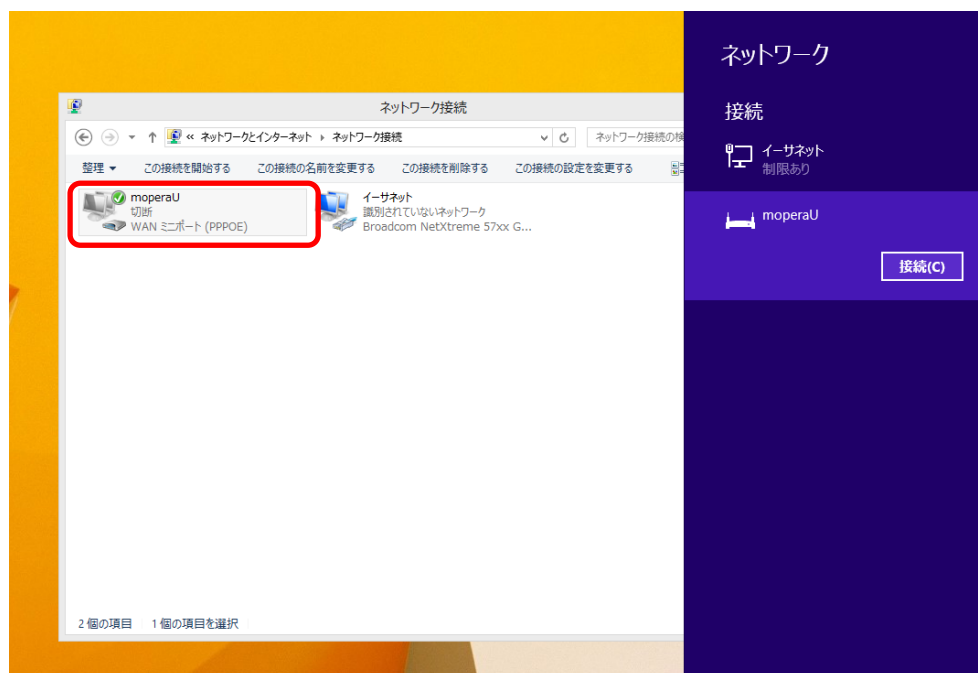 ネットワーク接続
« ネットワークとインターネット ▸ ネットワーク接続
ネットワーク接続の検
整理 ▼ この接続を開始する この接続の名前を変更する この接続を削除する この接続の設定を変更する
moperaU
切断
WAN ミニポート (PPPOE)
イーサネット
識別されていないネットワーク
Broadcom NetXtreme 57xx G...
2 個の項目 1 個の項目を選択
ネットワーク
接続
イーサネット
制限あり
moperaU
接続(C)